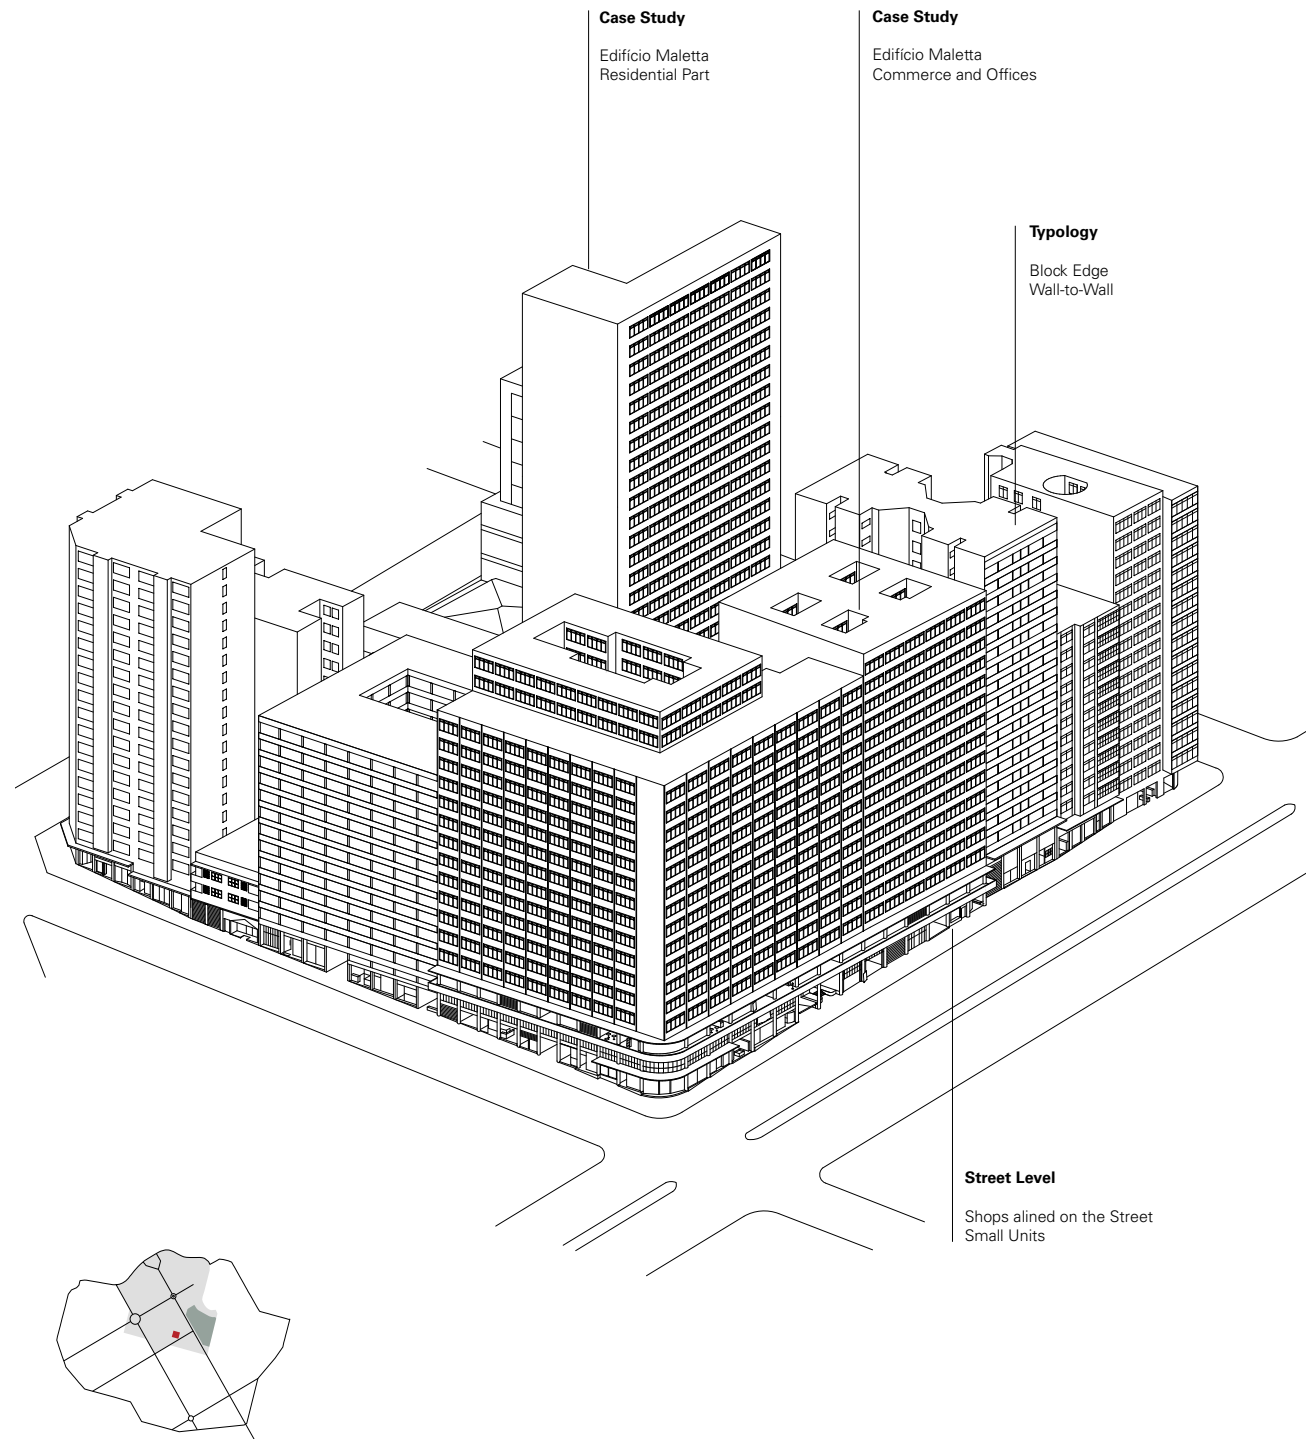 Case Study
Edifício Maletta
Residential Part
Case Study
Edifício Maletta
Commerce and Offices
Typology
Block Edge
Wall-to-Wall
Street Level
Shops alined on the Street
Small Units